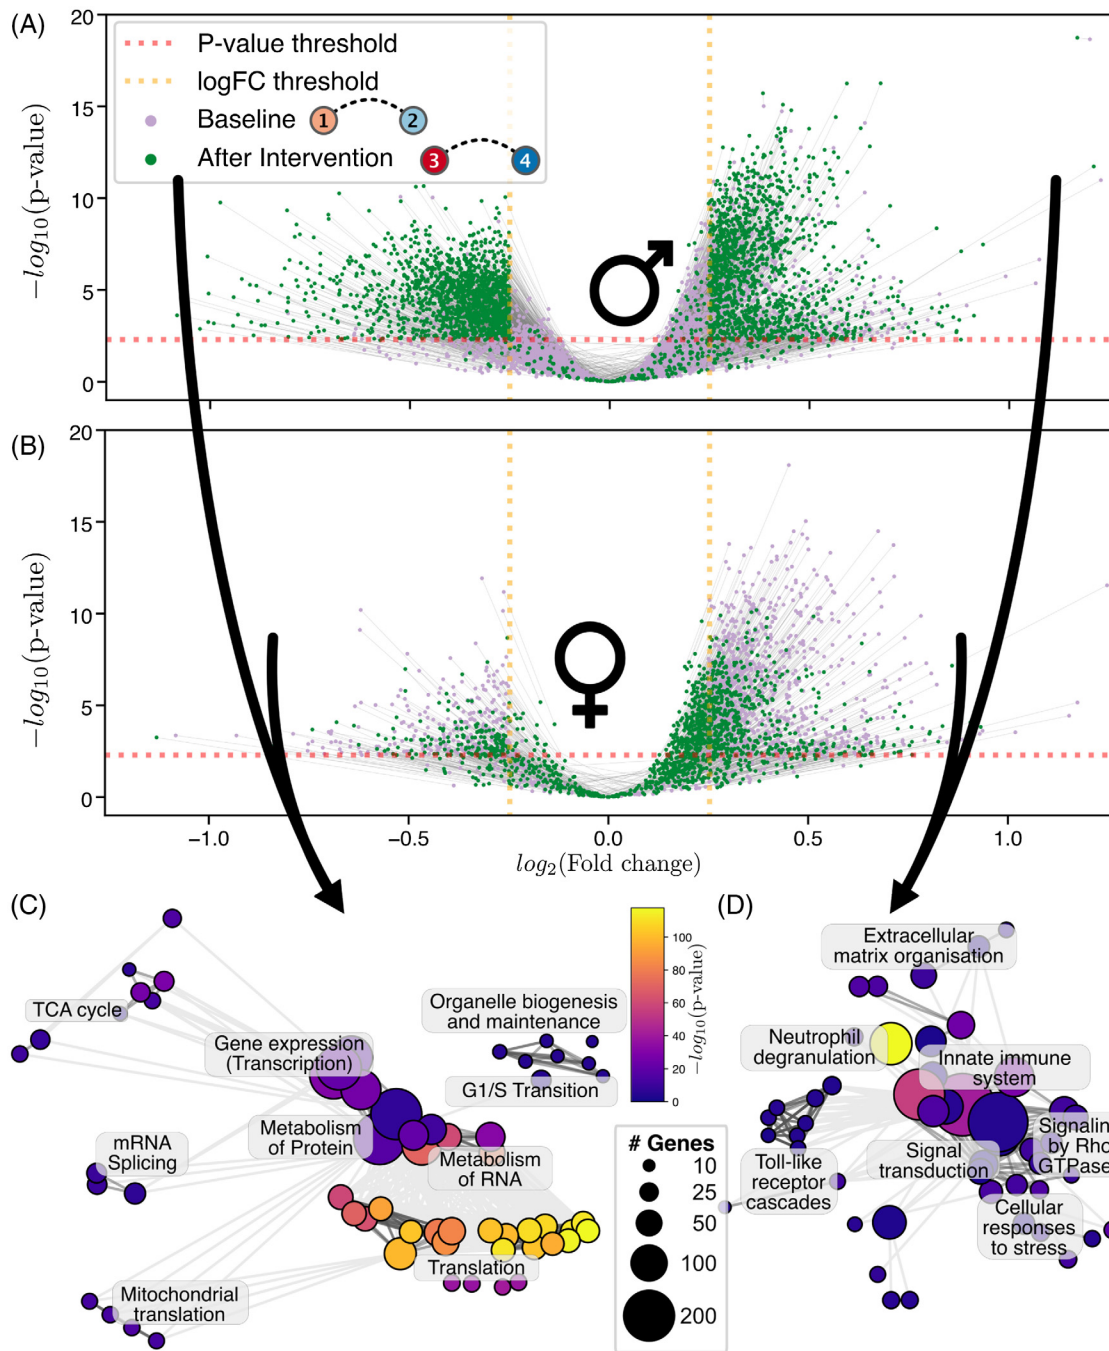 (A)
20
15
10
5
0
−log10(p-value)
P-value threshold
logFC threshold
Baseline 1 2
After Intervention 3 4
(B)
20
15
10
5
0
−log10(p-value)
−1.0 −0.5 0.0 0.5 1.0
log2(Fold change)
(C)
TCA cycle
Gene expression
(Transcription)
Organelle biogenesis
and maintenance
G1/S Transition
Metabolism
of Protein
mRNA
Splicing
Metabolism
of RNA
Translation
Mitochondrial
translation
100
80
60
40
20
0
−log10(p-value)
# Genes
10
25
50
100
200
(D)
Extracellular
matrix organisation
Neutrophil
degranulation
Innate immune
system
Signalin
by Rho
GTPase
Signal
transduction
Toll-like
receptor
cascades
Cellular
responses
to stress